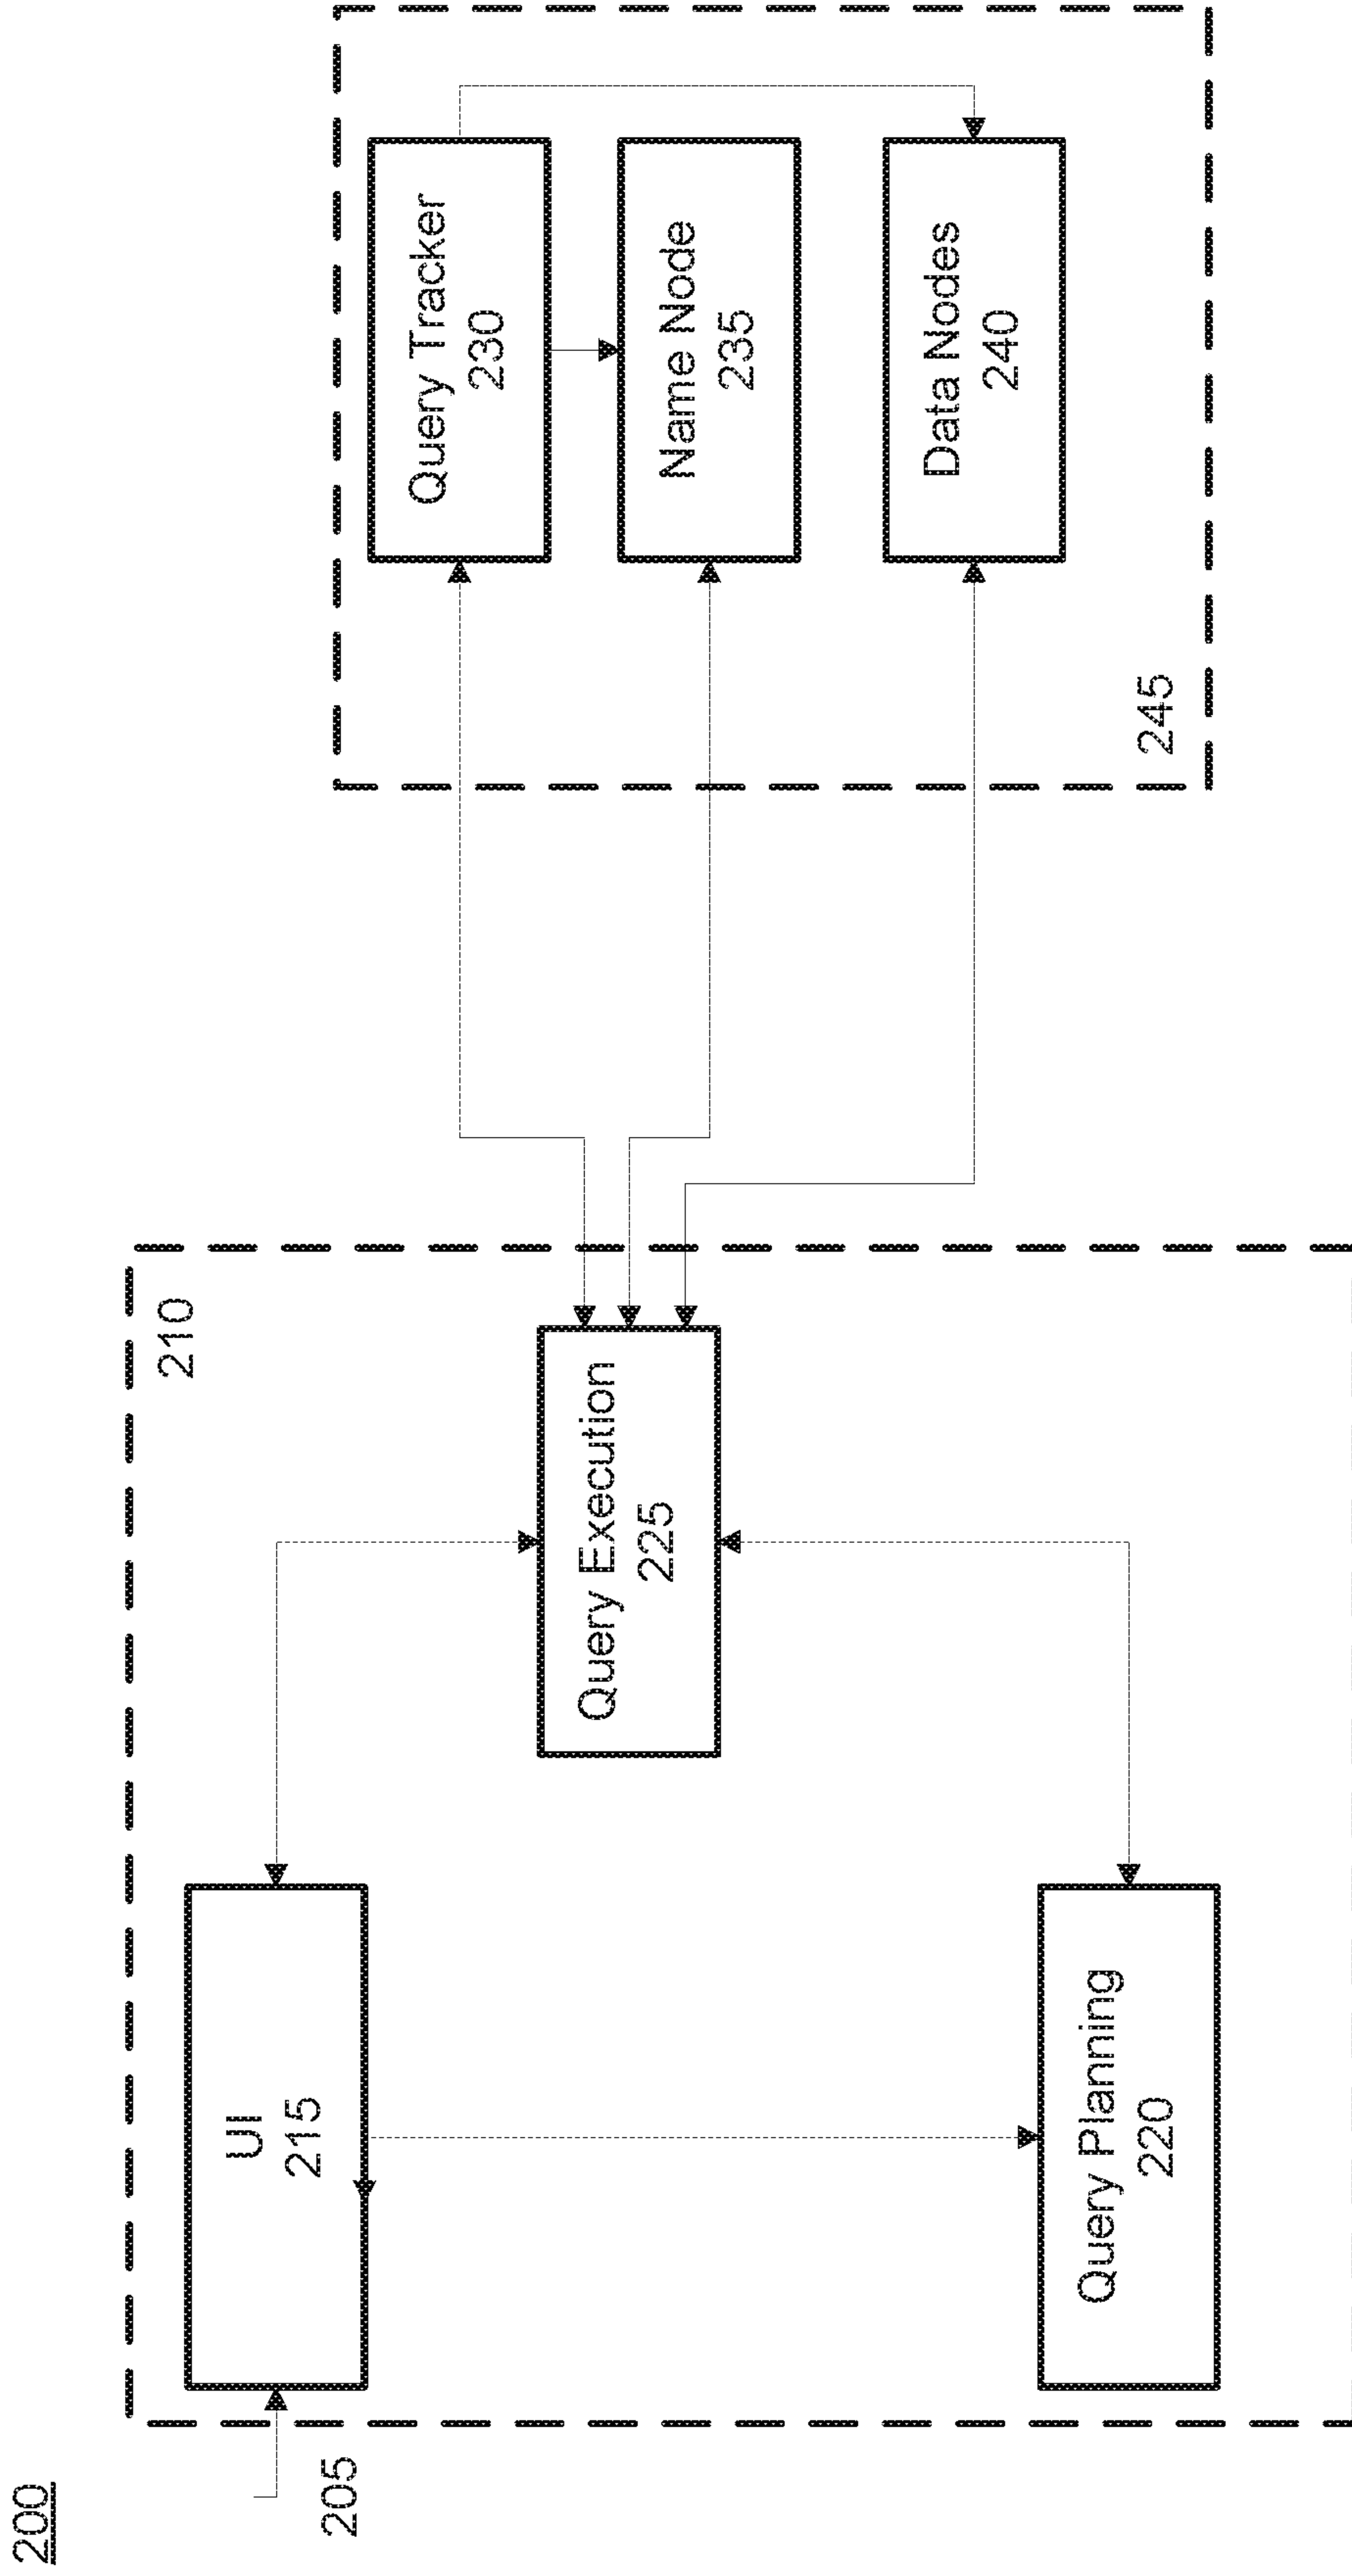 200
205
210
UI
215
Query Planning
220
Query Execution
225
Query Tracker
230
Name Node
235
Data Nodes
240
245